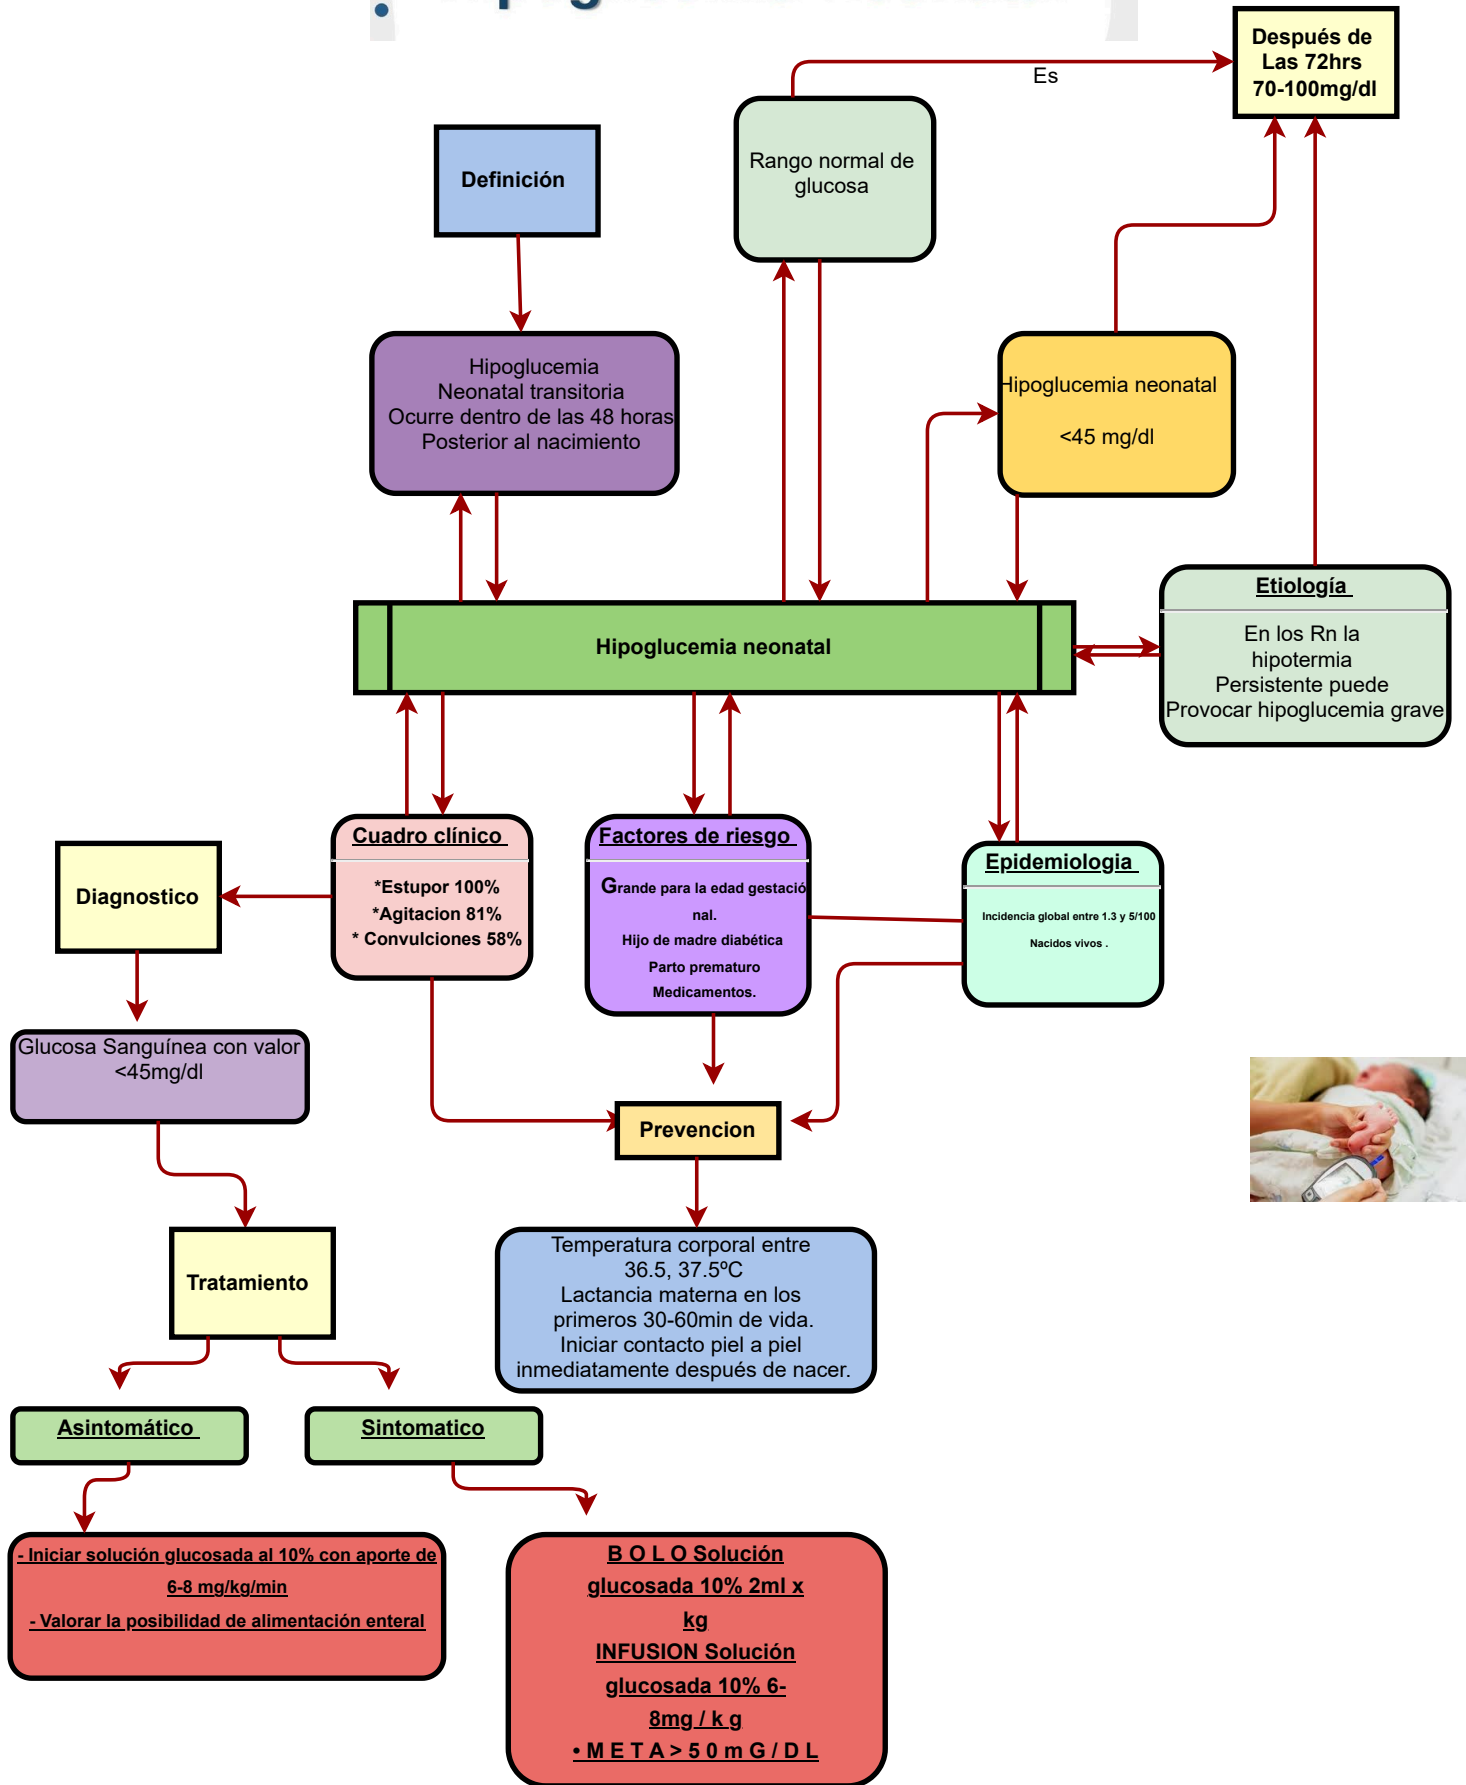 Después de
Las 72hrs
70-100mg/dl
Es
Rango normal de
glucosa
Definición
Hipoglucemia
Neonatal transitoria
Ocurre dentro de las 48 horas
Posterior al nacimiento
Hipoglucemia neonatal
<45 mg/dl
Etiología
En los Rn la
hipotermia
Persistente puede
Provocar hipoglucemia grave
Hipoglucemia neonatal
Cuadro clínico
*Estupor 100%
*Agitacion 81%
* Convulciones 58%
Factores de riesgo
Grande para la edad gestacio
nal.
Hijo de madre diabética
Parto prematuro
Medicamentos.
Epidemiologia
Incidencia global entre 1.3 y 5/100
Nacidos vivos .
Diagnostico
Glucosa Sanguínea con valor
<45mg/dl
Prevencion
Temperatura corporal entre
36.5, 37.5ºC
Lactancia materna en los
primeros 30-60min de vida.
Iniciar contacto piel a piel
inmediatamente después de nacer.
Tratamiento
Asintomático
Sintomatico
- Iniciar solución glucosada al 10% con aporte de
6-8 mg/kg/min
- Valorar la posibilidad de alimentación enteral
B O L O Solución
glucosada 10% 2ml x
kg
INFUSION Solución
glucosada 10% 6-
8mg / k g
• M E T A > 5 0 m G / D L